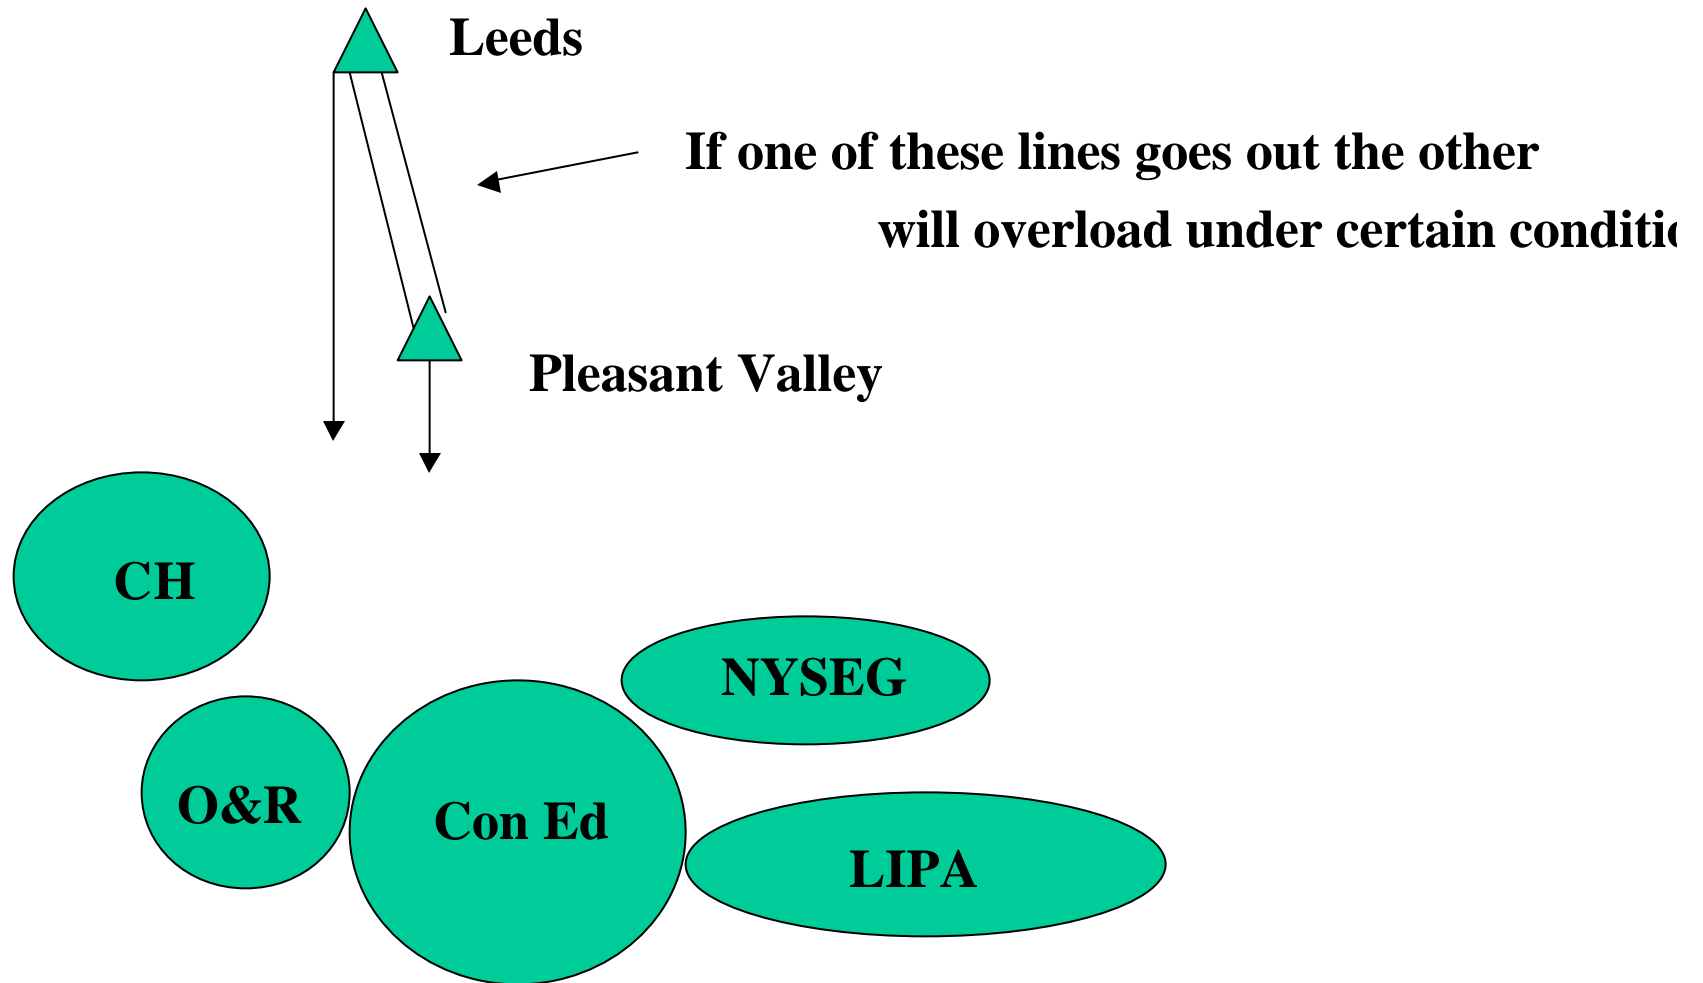 Leeds
If one of these lines goes out the other
will overload under certain
Pleasant Valley
CH
NYSEG
O&R
Con Ed
LIPA